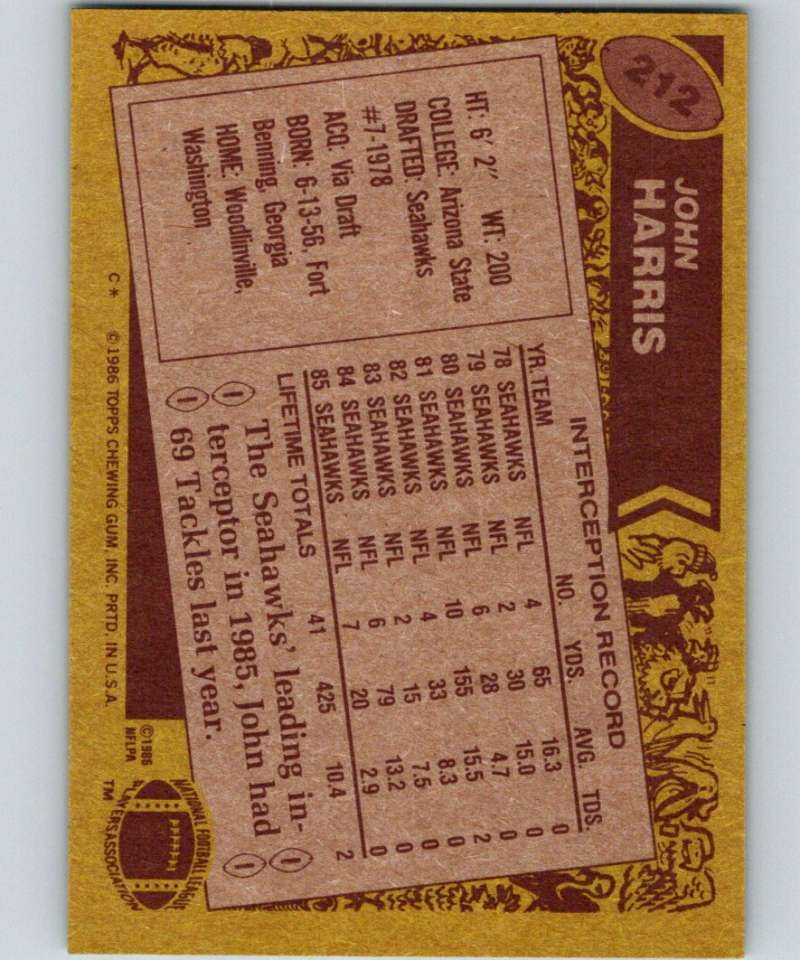 212
JOHN
HARRIS
HT: 6' 2" WT: 200
COLLEGE: Arizona State
DRAFTED: Seahawks
#7-1978
ACQ: Via Draft
BORN: 6-13-56, Fort
Benning, Georgia
HOME: Woodlinville,
Washington
INTERCEPTION RECORD
YR. TEAM NO. YDS. AVG. TDS.
78 SEAHAWKS NFL 4 65 16.3 0
79 SEAHAWKS NFL 2 30 15.0 0
80 SEAHAWKS NFL 6 28 4.7 0
81 SEAHAWKS NFL 10 155 15.5 2
82 SEAHAWKS NFL 4 33 8.3 0
83 SEAHAWKS NFL 2 15 7.5 0
84 SEAHAWKS NFL 6 79 13.2 0
85 SEAHAWKS NFL 7 20 2.9 0
LIFETIME TOTALS 41 425 10.4 2
The Seahawks' leading in-
terceptor in 1985, John had
69 Tackles last year.
C* © 1986 TOPPS CHEWING GUM, INC. PRTD. IN U.S.A.
©1986
NFLPA
NATIONAL FOOTBALL LEAGUE
PLAYERS ASSOCIATION
TM